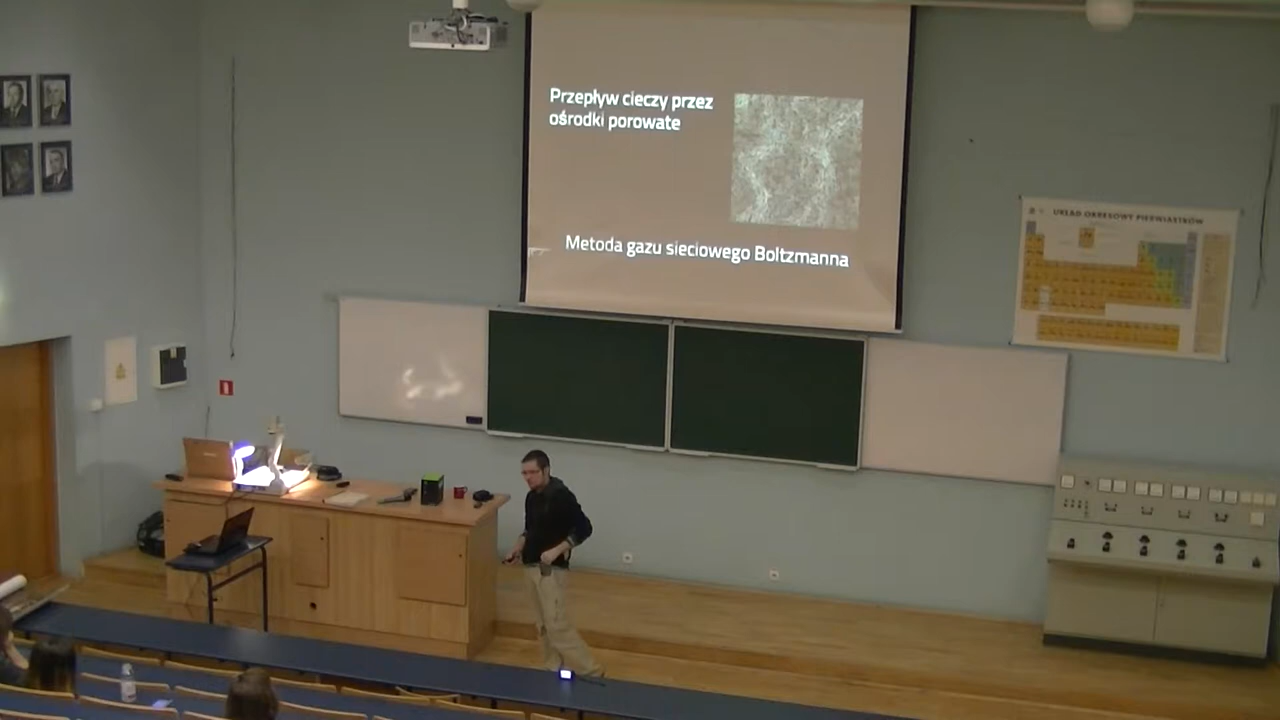 Przepływ cieczy przez
ośrodki porowate
Metoda gazu sieciowego Boltzmanna
UKŁAD OKRESOWY PIERWIASTKÓW